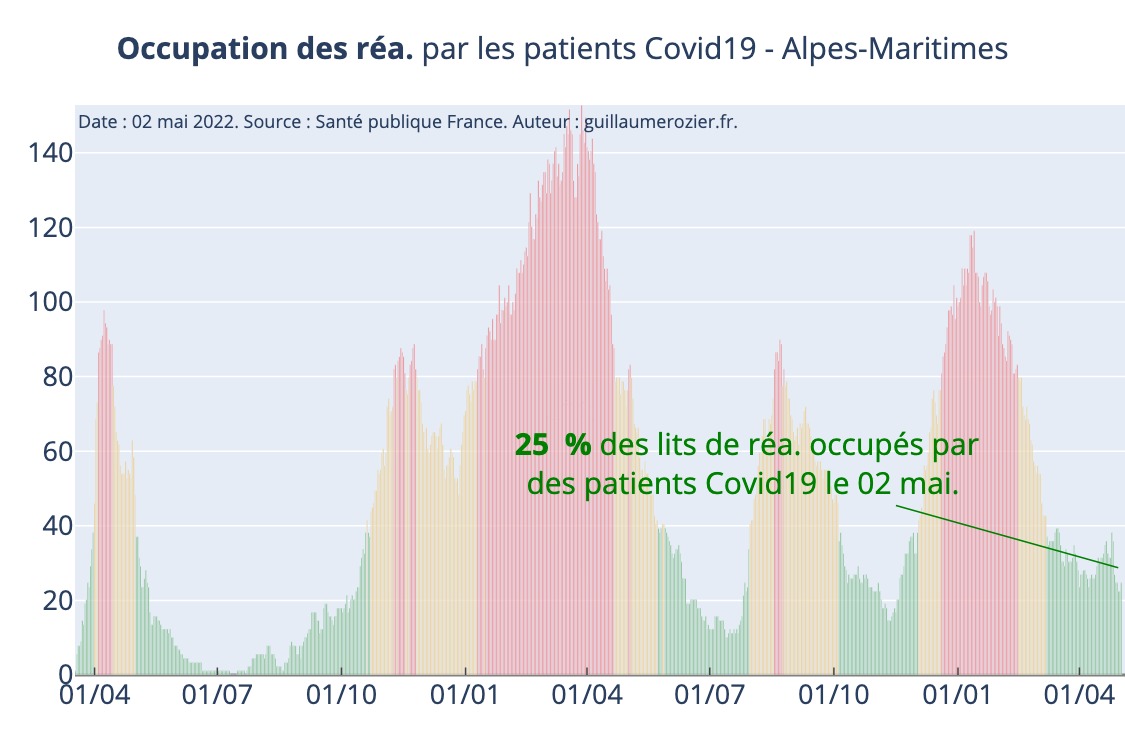 Occupation des réa. par les patients Covid19 - Alpes-Maritimes
Date : 02 mai 2022. Source : Santé publique France. Auteur : guillaumerozier.fr.
140
120
100
80
60
40
20
0
25 % des lits de réa. occupés par
des patients Covid19 le 02 mai.
01/04 01/07 01/10 01/01 01/04 01/07 01/10 01/01 01/04